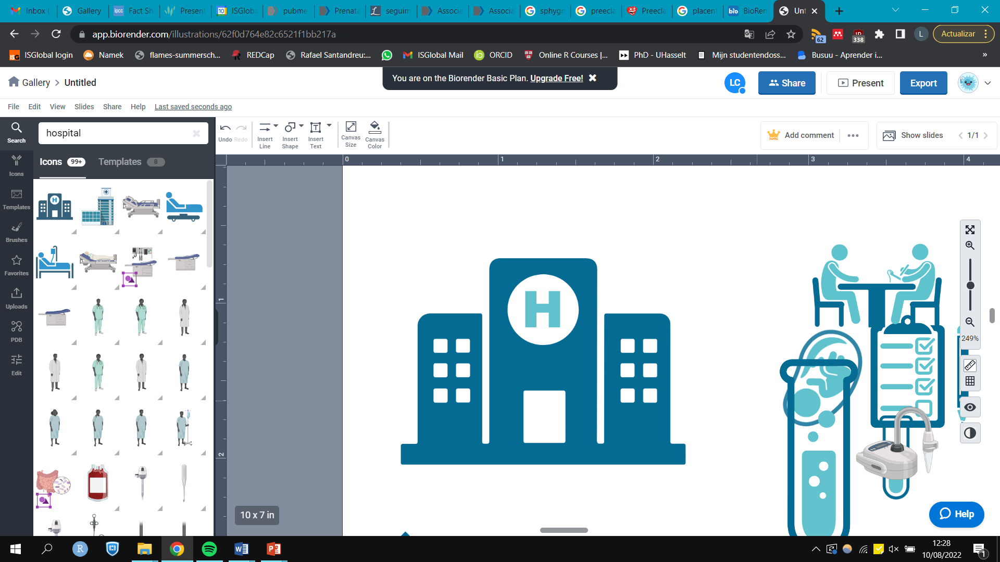 Inbox (
Gallery
Fact Sh
Present
ISGloba
pubme
Prenata
seguim
Associa
Associa
sphygn
preecla
Preecla
placent
BioRen
Unt
app.biorender.com/illustrations/62f0d764e82c6521f1bb217a
62
338
L
Actualizar
ISGlobal login
Namek
flames-summersch...
REDCap
Rafael Santandreu:...
ISGlobal Mail
ORCID
Online R Courses |...
PhD - UHasselt
Mijn studentendoss...
Busuu - Aprender i...
»
Gallery > Untitled
You are on the Biorender Basic Plan. Upgrade Free!
LC
Share
Present
Export
File
Edit
View
Slides
Share
Help
Last saved seconds ago
Search
hospital
Undo
Redo
Insert Line
Insert Shape
Insert Text
Canvas Size
Canvas Color
Add comment
Show slides
1/1
Icons 99+
Templates 8
0 1 2 3 4
Icons
Templates
Brushes
Favorites
Uploads
PDB
Edit
H
H
1
2
249%
10 x 7 in
Help
12:28
10/08/2022
1